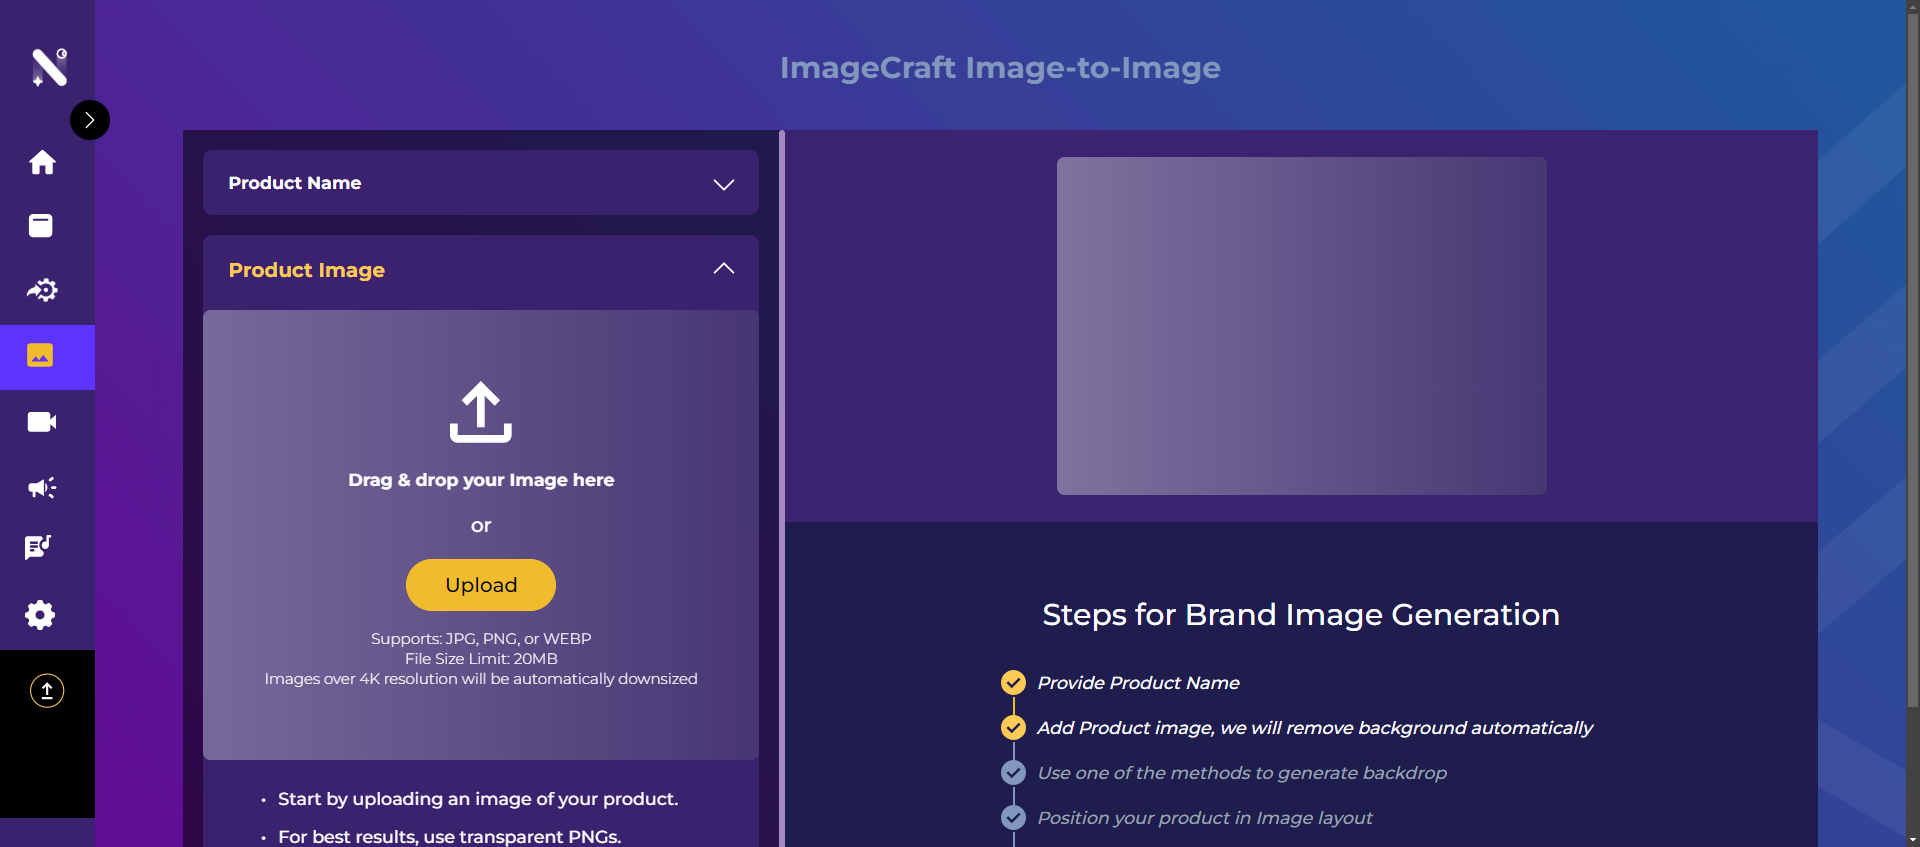 ImageCraft Image-to-Image
Product Name
Product Image
Drag & drop your Image here
or
Upload
Supports: JPG, PNG, or WEBP
File Size Limit: 20MB
Images over 4K resolution will be automatically downsized
• Start by uploading an image of your product.
• For best results, use transparent PNGs.
Steps for Brand Image Generation
Provide Product Name
Add Product image, we will remove background automatically
Use one of the methods to generate backdrop
Position your product in Image layout